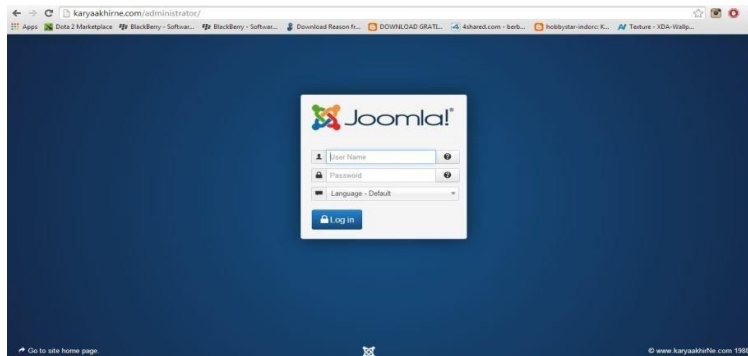 karyaakhirne.com/administrator/
Apps Dota 2 Marketplace BlackBerry - Softwar... BlackBerry - Softwar... Download Reason fr... DOWNLOAD GRATI... 4shared.com - berb... hobbystar-indorc: K... Texture - XDA-Wallp...
Joomla!®
User Name
Password
Language - Default
Log in
Go to site home page.
© www.karyaakhirNe.com 1988